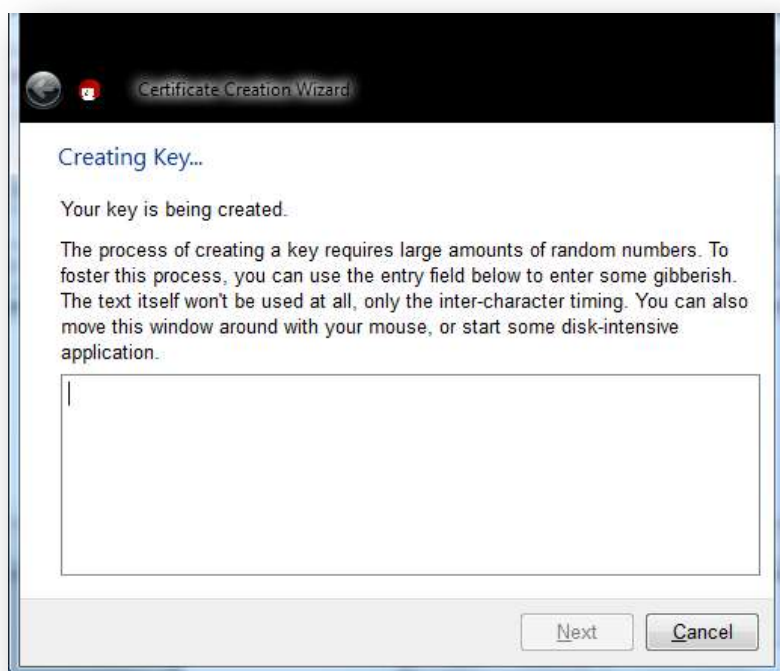 Certificate Creation Wizard
Creating Key...
Your key is being created.
The process of creating a key requires large amounts of random numbers. To
foster this process, you can use the entry field below to enter some gibberish.
The text itself won't be used at all, only the inter-character timing. You can also
move this window around with your mouse, or start some disk-intensive
application.
Next
Cancel